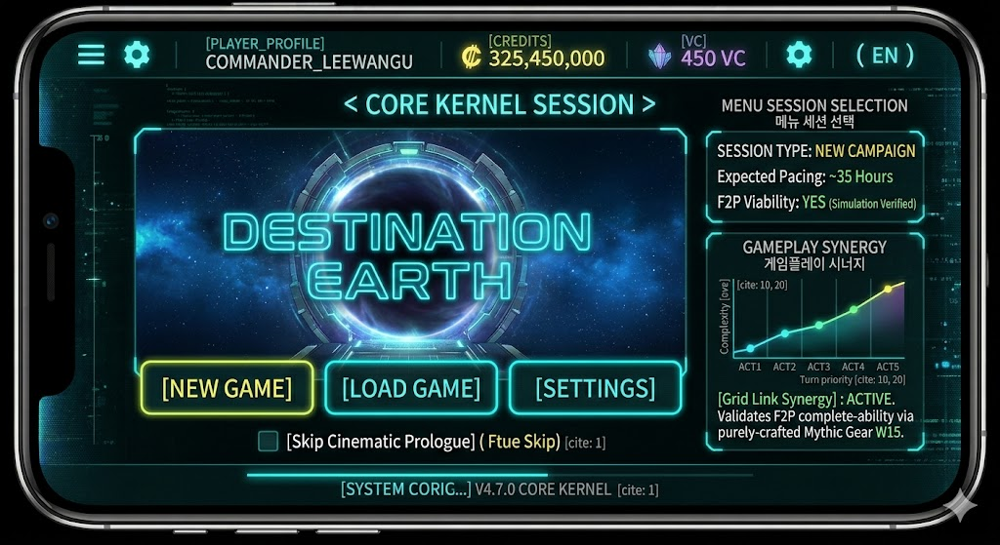 [PLAYER_PROFILE]
COMMANDER_LEEWANGU
[CREDITS]
325,450,000
[VC]
450 VC
( EN )
< CORE KERNEL SESSION >
DESTINATION
EARTH
[NEW GAME]
[LOAD GAME]
[SETTINGS]
[Skip Cinematic Prologue] ( Ftue Skip) [cite: 1]
[SYSTEM CORIG...] V4.7.0 CORE KERNEL [cite: 1]
MENU SESSION SELECTION
메뉴 세션 선택
SESSION TYPE: NEW CAMPAIGN
Expected Pacing: ~35 Hours
F2P Viability: YES (Simulation Verified)
GAMEPLAY SYNERGY
게임플레이 시너지
[cite: 10, 20]
Complexity [ove]
ACT1 ACT2 ACT3 ACT4 ACT5
Turn priority [cite: 10, 20]
[Grid Link Synergy] : ACTIVE.
Validates F2P complete-ability via
purely-crafted Mythic Gear W15.